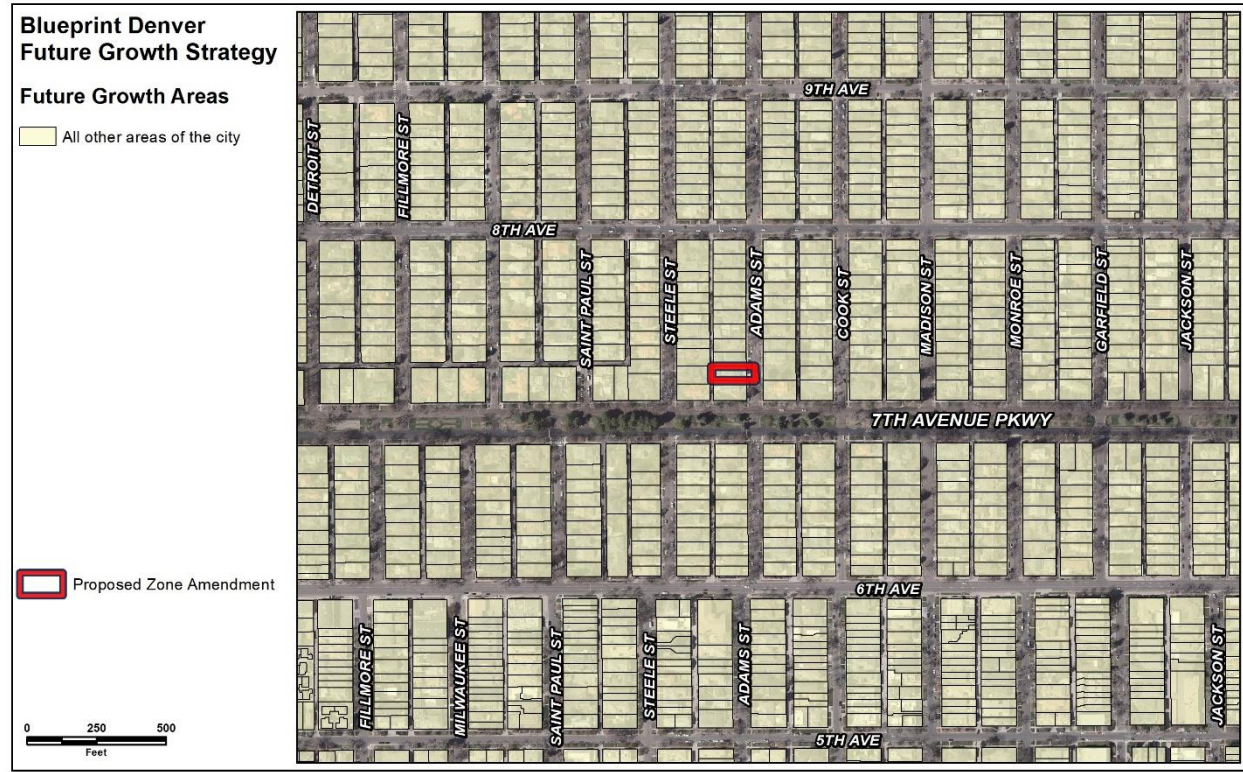 Blueprint Denver
Future Growth Strategy
Future Growth Areas
All other areas of the city
Proposed Zone Amendment
0 250 500
Feet
9TH AVE
DETROIT ST
FILLMORE ST
8TH AVE
SAINT PAUL ST
STEELE ST
ADAMS ST
COOK ST
MADISON ST
MONROE ST
GARFIELD ST
JACKSON ST
7TH AVENUE PKWY
6TH AVE
FILLMORE ST
MILWAUKEE ST
SAINT PAUL ST
STEELE ST
ADAMS ST
JACKSON ST
5TH AVE